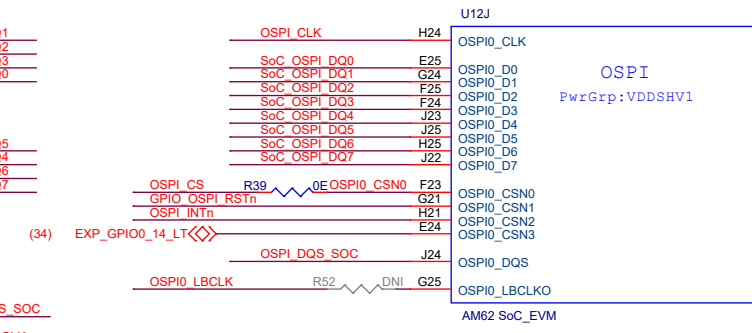 U12J
OSPI_CLK H24 OSPI0_CLK
SoC_OSPI_DQ0 E25 OSPI0_D0
SoC_OSPI_DQ1 G24 OSPI0_D1
SoC_OSPI_DQ2 F25 OSPI0_D2
SoC_OSPI_DQ3 F24 OSPI0_D3
SoC_OSPI_DQ4 J23 OSPI0_D4
SoC_OSPI_DQ5 J25 OSPI0_D5
SoC_OSPI_DQ6 H25 OSPI0_D6
SoC_OSPI_DQ7 J22 OSPI0_D7
OSPI
PwrGrp:VDDSHV1
OSPI_CS R39 0E OSPI0_CSN0 F23 OSPI0_CSN0
GPIO_OSPI_RSTn G21 OSPI0_CSN1
OSPI_INTn H21 OSPI0_CSN2
(34) EXP_GPIO0_14_LT E24 OSPI0_CSN3
OSPI_DQS_SOC J24 OSPI0_DQS
OSPI0_LBCLK R52 DNI G25 OSPI0_LBCLKO
S_SOC
AM62 SoC_EVM